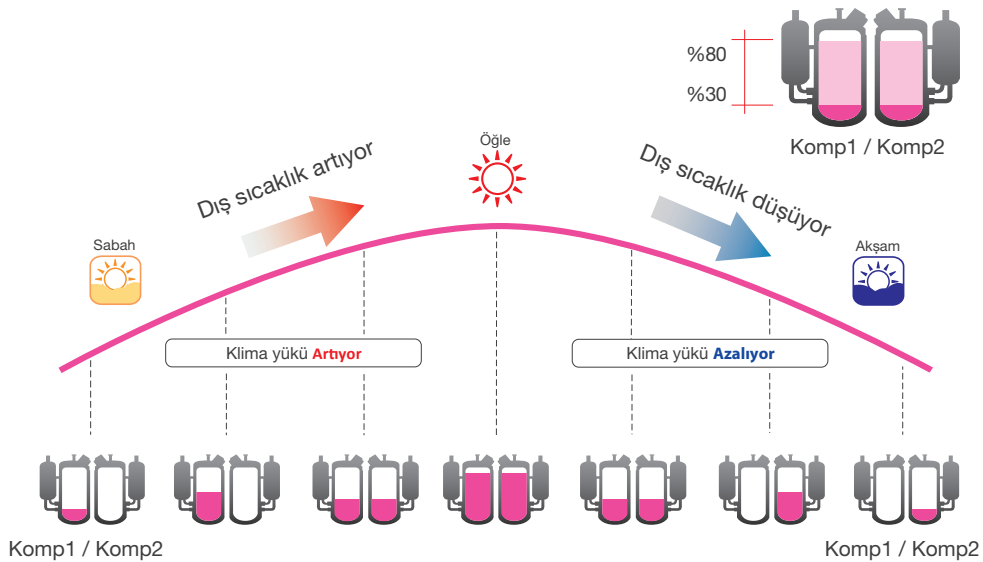 %80
%30
Komp1 / Komp2
Öğle
Dış sıcaklık artıyor
Dış sıcaklık düşüyor
Sabah
Akşam
Klima yükü Artıyor
Klima yükü Azalıyor
Komp1 / Komp2
Komp1 / Komp2